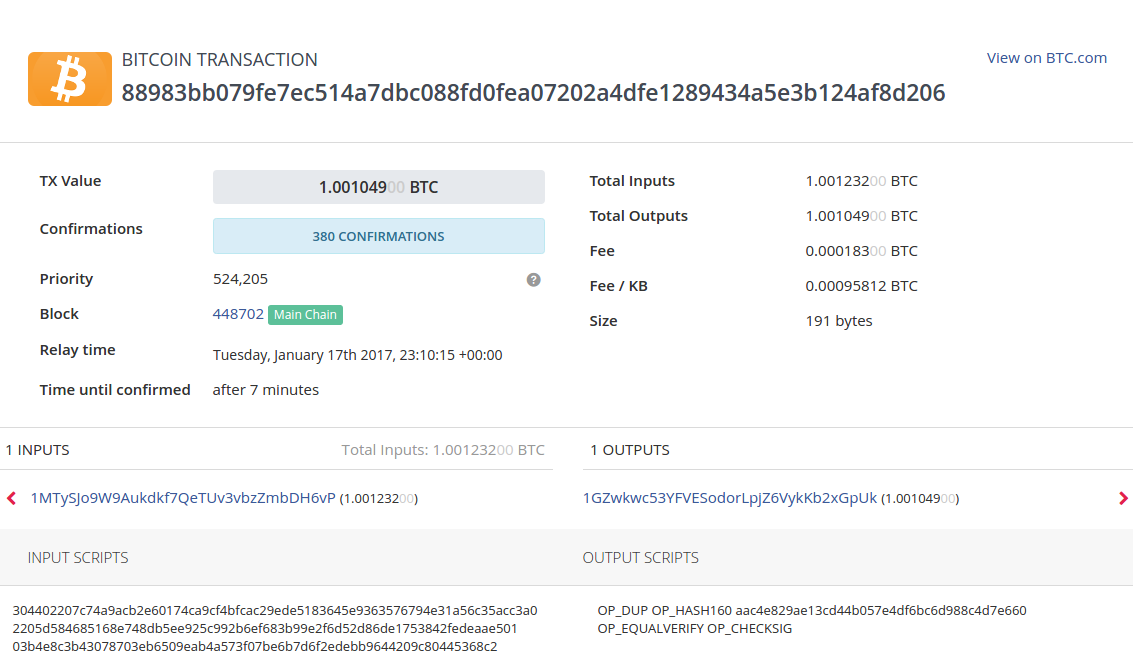 BITCOIN TRANSACTION
View on BTC.com
88983bb079fe7ec514a7dbc088fd0fea07202a4dfe1289434a5e3b124af8d206
TX Value 1.00104900 BTC
Confirmations 380 CONFIRMATIONS
Priority 524,205 ?
Block 448702 Main Chain
Relay time Tuesday, January 17th 2017, 23:10:15 +00:00
Time until confirmed after 7 minutes
Total Inputs 1.00123200 BTC
Total Outputs 1.00104900 BTC
Fee 0.00018300 BTC
Fee / KB 0.00095812 BTC
Size 191 bytes
1 INPUTS Total Inputs: 1.00123200 BTC
1MTySJo9W9Aukdkf7QeTUv3vbzZmbDH6vP (1.00123200)
1 OUTPUTS
1GZwkwc53YFVESodorLpjZ6VykKb2xGpUk (1.00104900)
INPUT SCRIPTS
304402207c74a9acb2e60174ca9cf4bfcac29ede5183645e9363576794e31a56c35acc3a0
2205d584685168e748db5ee925c992b6ef683b99e2f6d52d86de1753842fedeaae501
03b4e8c3b43078703eb6509eab4a573f07be6b7d6f2edebb9644209c80445368c2
OUTPUT SCRIPTS
OP_DUP OP_HASH160 aac4e829ae13cd44b057e4df6bc6d988c4d7e660
OP_EQUALVERIFY OP_CHECKSIG